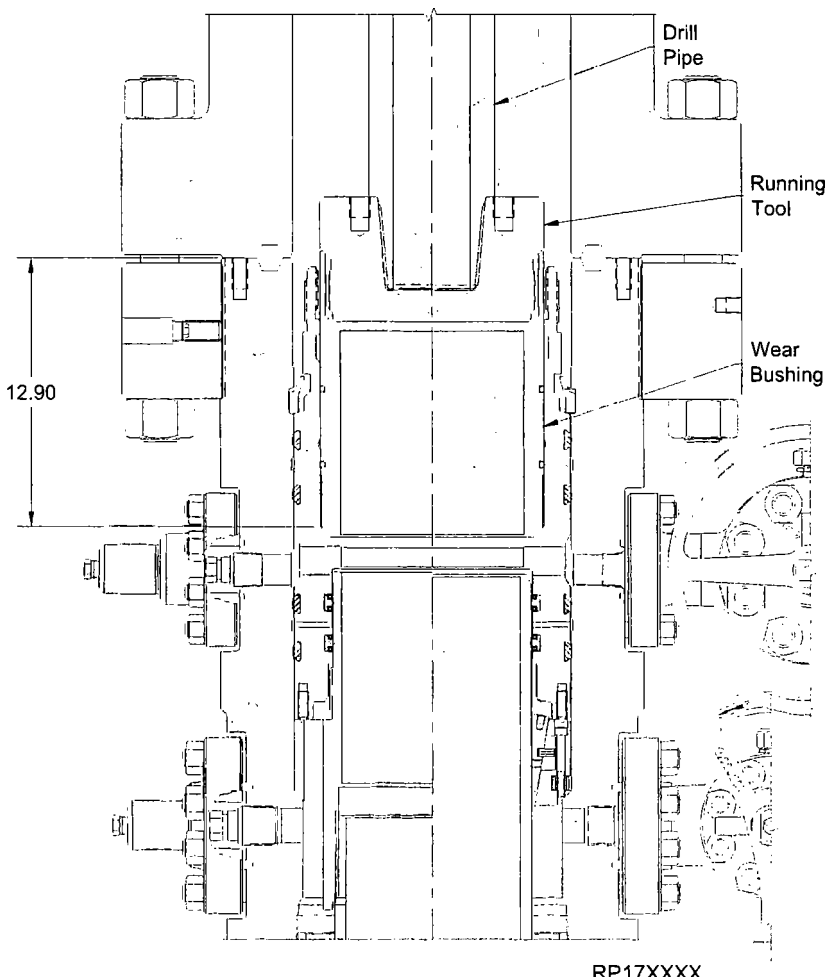 Drill
Pipe
Running
Tool
Wear
Bushing
12.90
RP17XXXX